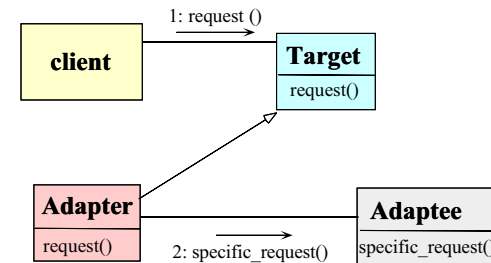 1: request ()
client
Target
request()
Adapter
request()
2: specific_request()
Adaptee
specific_request()